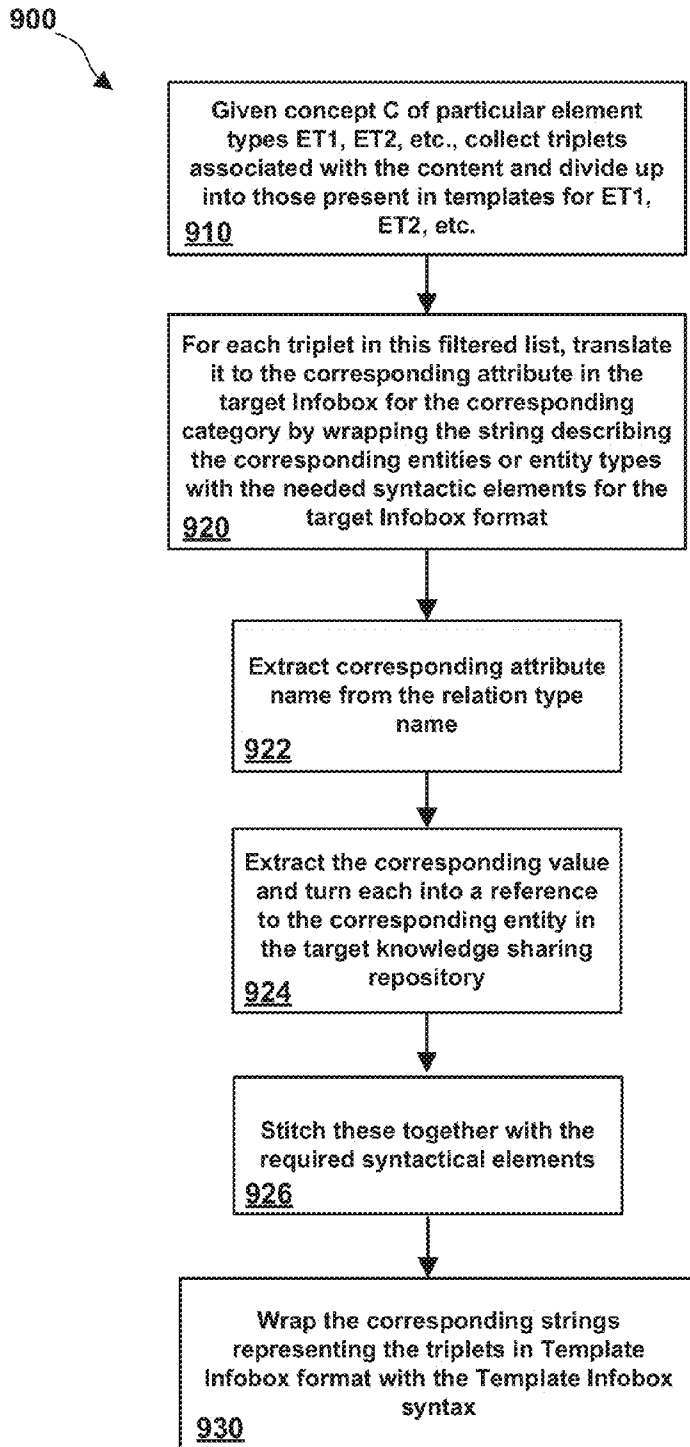 900
Given concept C of particular element
types ET1, ET2, etc., collect triplets
associated with the content and divide up
into those present in templates for ET1,
ET2, etc.
910
For each triplet in this filtered list, translate
it to the corresponding attribute in the
target Infobox for the corresponding
category by wrapping the string describing
the corresponding entities or entity types
with the needed syntactic elements for the
target Infobox format
920
Extract corresponding attribute
name from the relation type
name
922
Extract the corresponding value
and turn each into a reference
to the corresponding entity in
the target knowledge sharing
repository
924
Stitch these together with the
required syntactical elements
926
Wrap the corresponding strings
representing the triplets in Template
Infobox format with the Template Infobox
syntax
930